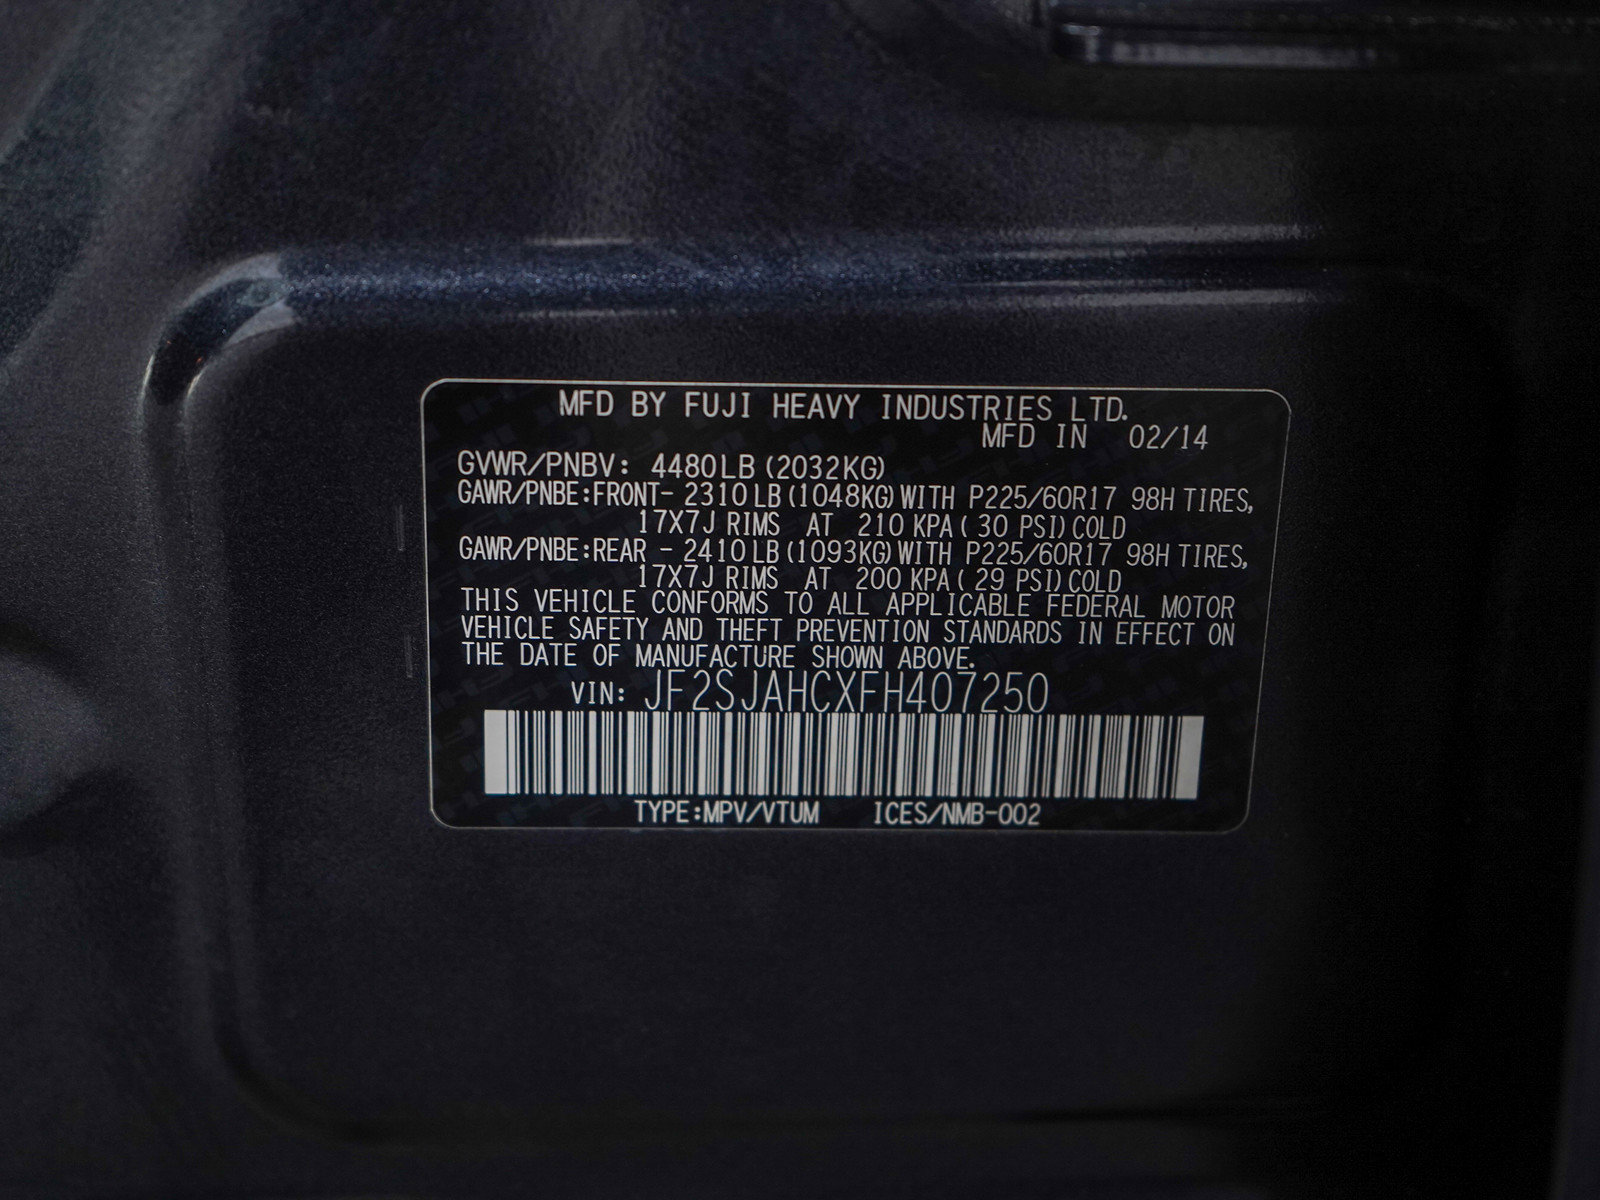 MFD BY FUJI HEAVY INDUSTRIES LTD.
MFD IN 02/14
GVWR/PNBV: 4480LB(2032KG)
GAWR/PNBE:FRONT- 2310LB(1048KG)WITH P225/60R17 98H TIRES,
17X7J RIMS AT 210 KPA( 30 PSI)COLD
GAWR/PNBE:REAR - 2410LB(1093KG)WITH P225/60R17 98H TIRES,
17X7J RIMS AT 200 KPA( 29 PSI)COLD
THIS VEHICLE CONFORMS TO ALL APPLICABLE FEDERAL MOTOR
VEHICLE SAFETY AND THEFT PREVENTION STANDARDS IN EFFECT ON
THE DATE OF MANUFACTURE SHOWN ABOVE.
VIN: JF2SJAHCXFH407250
TYPE:MPV/VTUM ICES/NMB-002